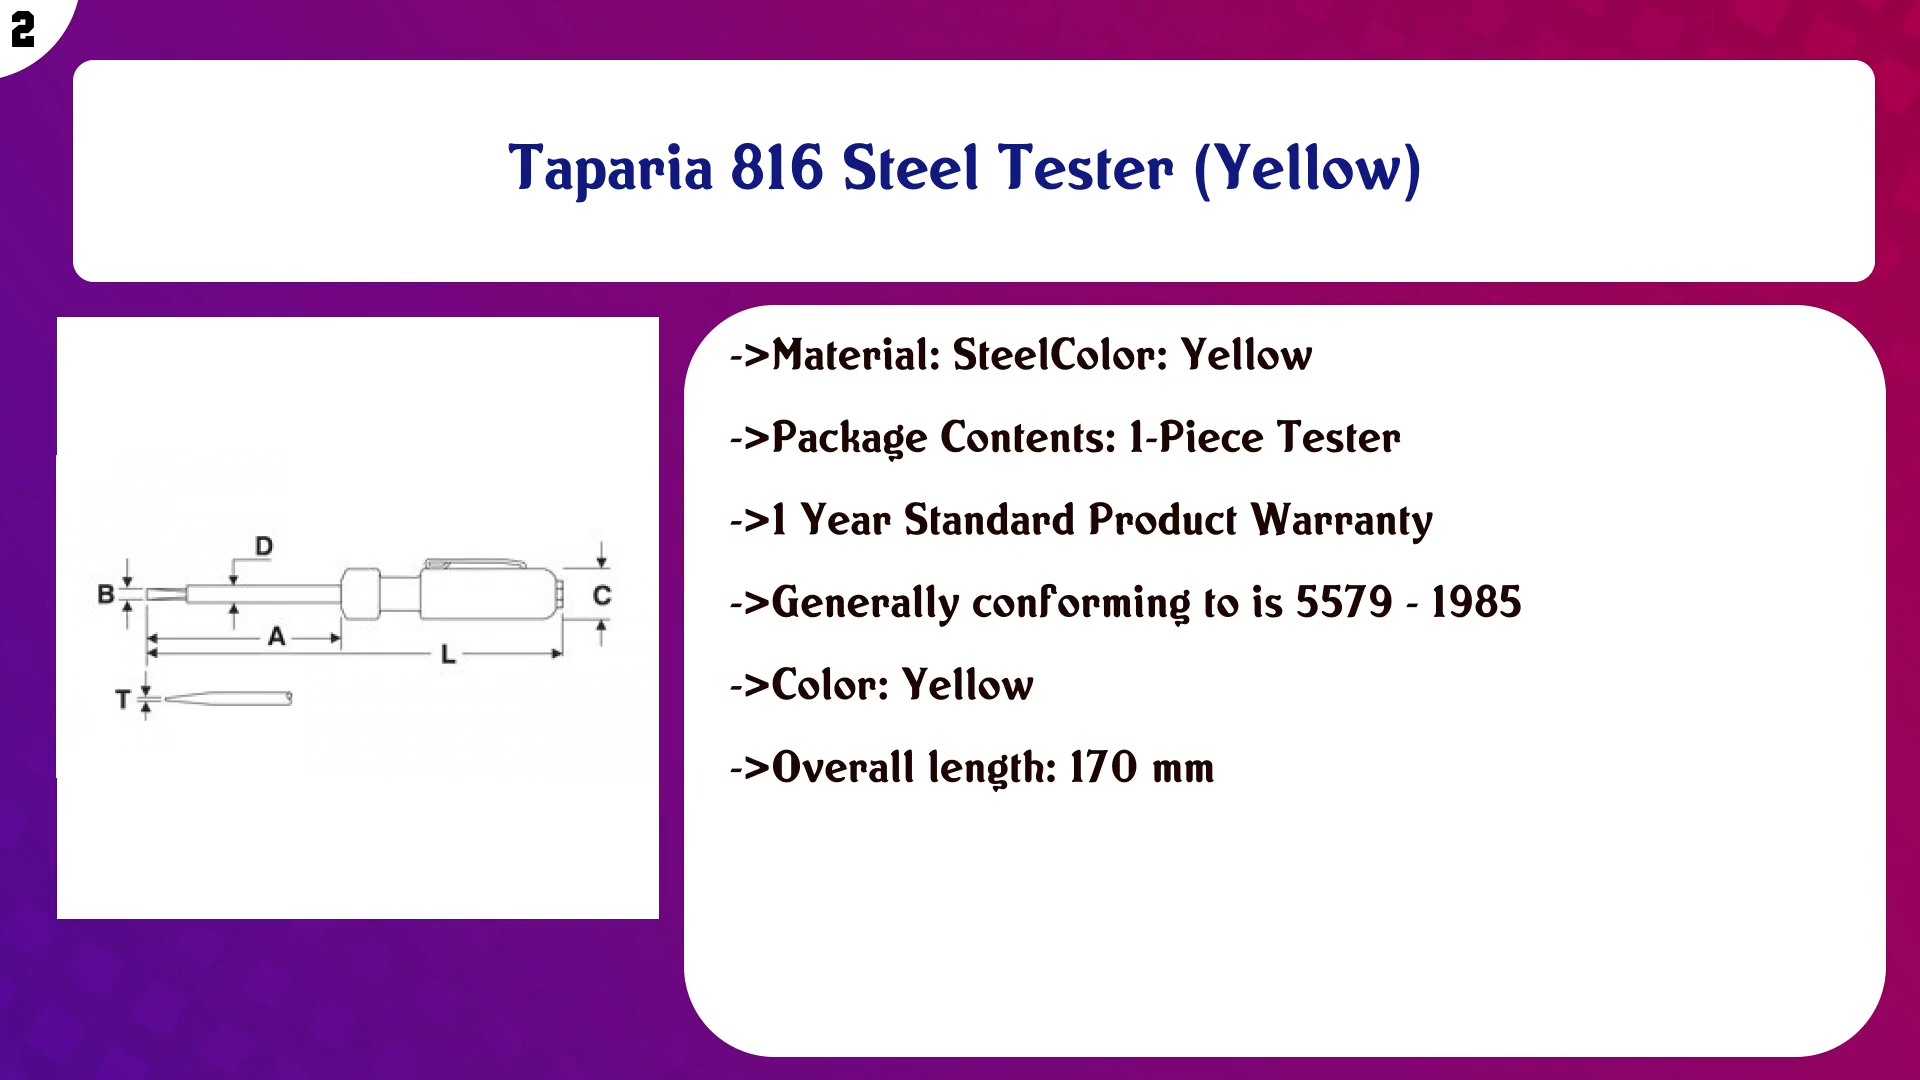 2
Taparia 816 Steel Tester (Yellow)
D
B
C
A
L
T
->Material: SteelColor: Yellow
->Package Contents: 1-Piece Tester
->1 Year Standard Product Warranty
->Generally conforming to is 5579 - 1985
->Color: Yellow
->Overall length: 170 mm